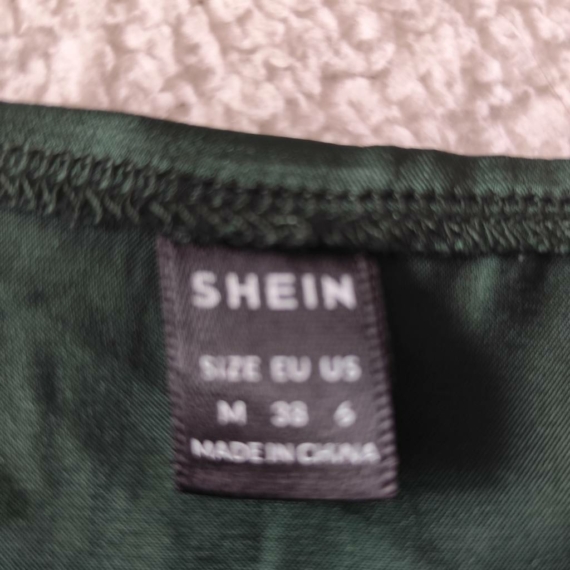 SHEIN
SIZE EU US
M 38 6
MADE IN CHINA